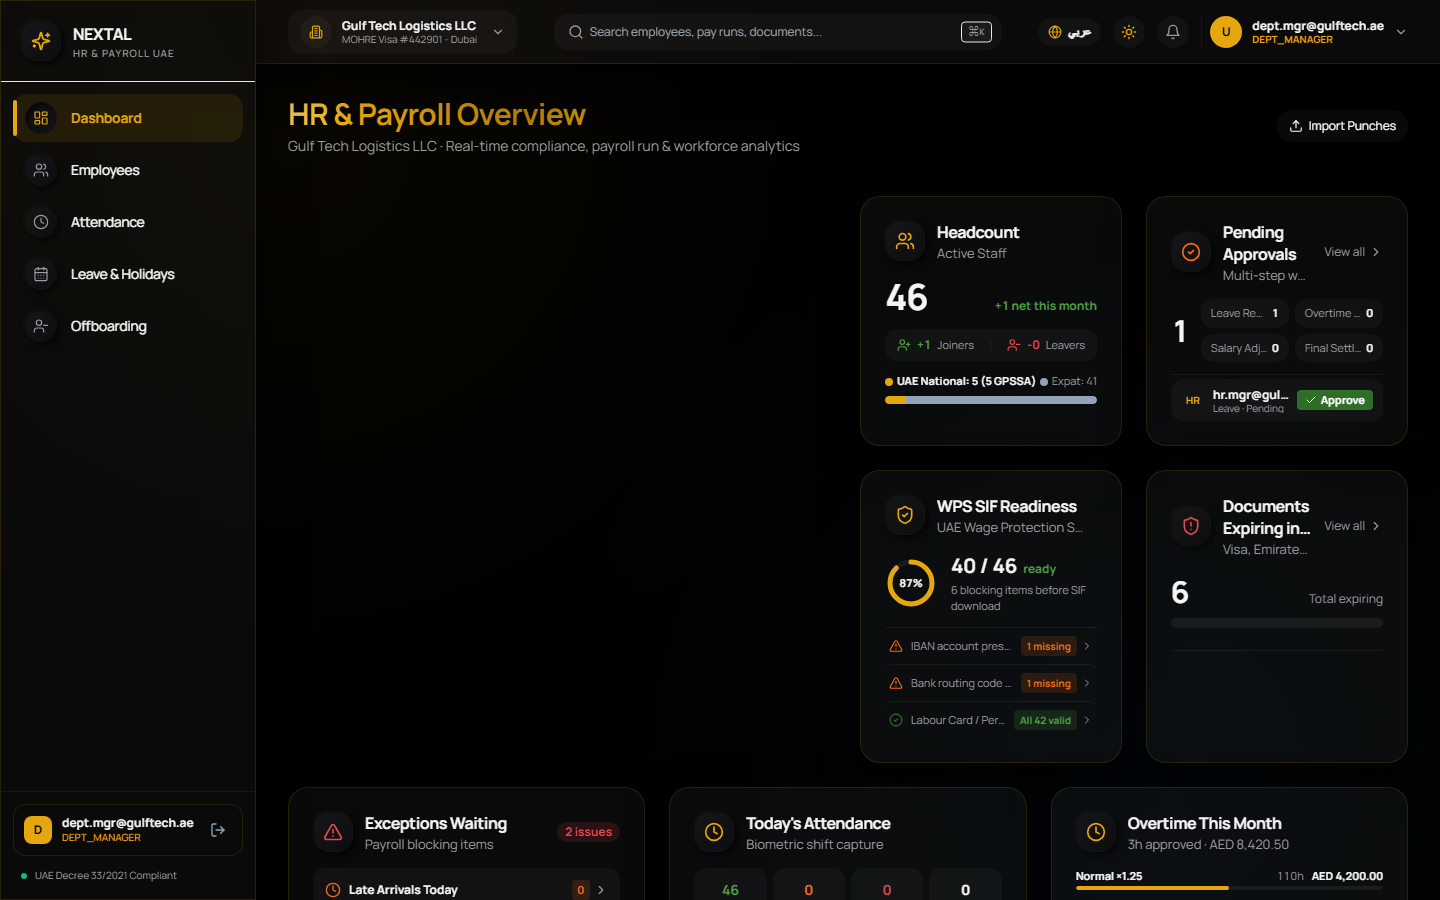 NEXTAL
HR & PAYROLL UAE
Gulf Tech Logistics LLC
MOHRE Visa #442901 - Dubai
Search employees, pay runs, documents...
⌘K
عربي
U
dept.mgr@gulftech.ae
DEPT_MANAGER
Dashboard
Employees
Attendance
Leave & Holidays
Offboarding
D
dept.mgr@gulftech.ae
DEPT_MANAGER
UAE Decree 33/2021 Compliant
HR & Payroll Overview
Gulf Tech Logistics LLC · Real-time compliance, payroll run & workforce analytics
Import Punches
Headcount
Active Staff
46
+1 net this month
+1 Joiners
-0 Leavers
UAE National: 5 (5 GPSSA)
Expat: 41
Pending
Approvals
Multi-step w...
View all
1
Leave Re... 1
Overtime ... 0
Salary Adj... 0
Final Settl... 0
HR
hr.mgr@gul...
Leave · Pending
Approve
WPS SIF Readiness
UAE Wage Protection S...
87%
40 / 46 ready
6 blocking items before SIF
download
IBAN account pres... 1 missing
Bank routing code ... 1 missing
Labour Card / Per... All 42 valid
Documents
Expiring in...
Visa, Emirate...
View all
6
Total expiring
Exceptions Waiting
Payroll blocking items
2 issues
Late Arrivals Today 0
Today's Attendance
Biometric shift capture
46 0 0 0
Overtime This Month
3h approved · AED 8,420.50
Normal ×1.25 110h AED 4,200.00